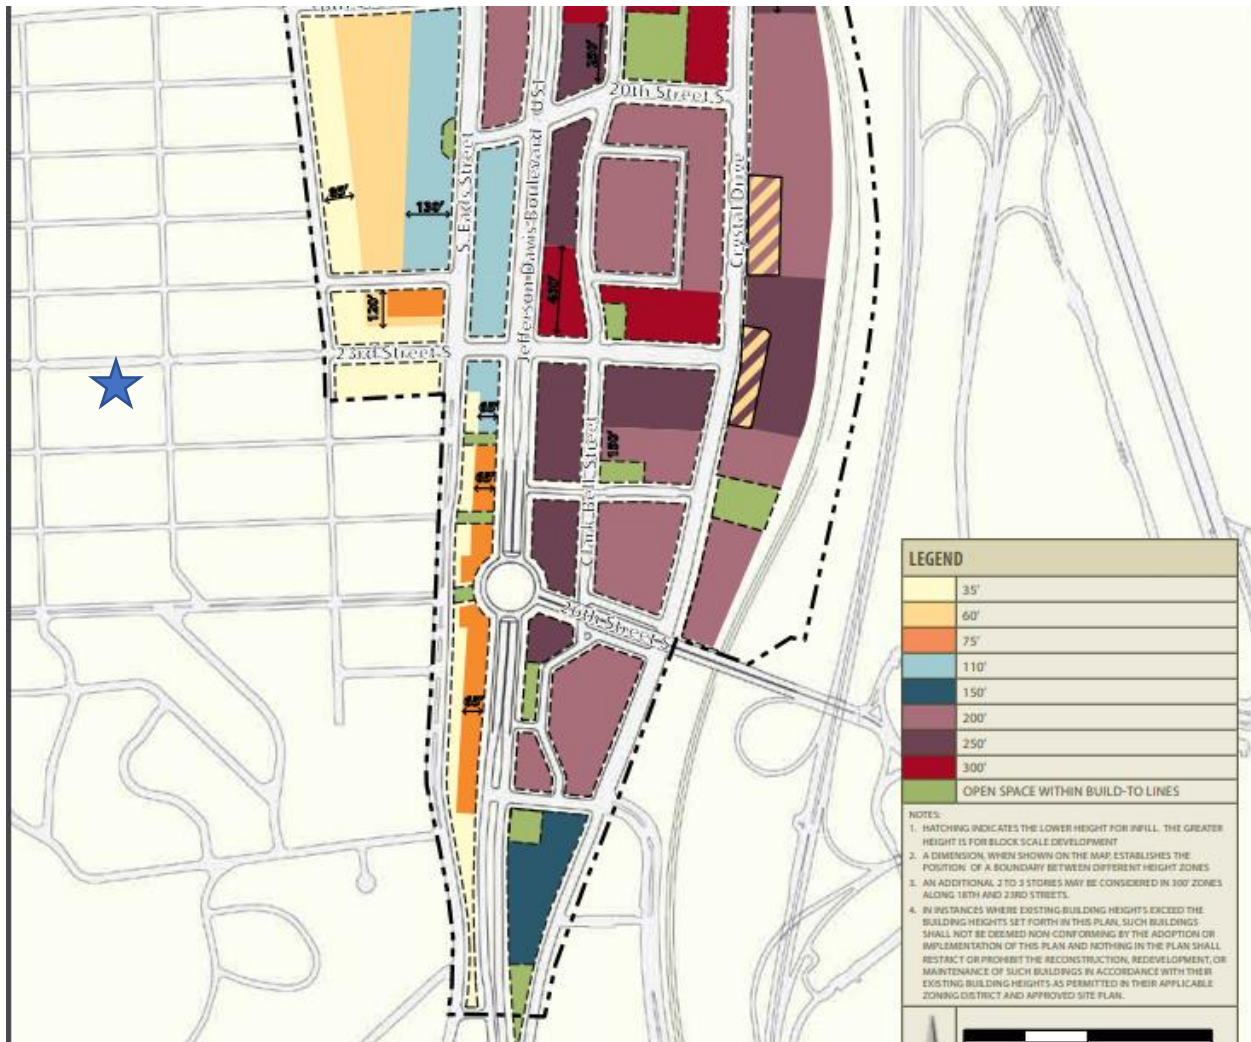 20th Street S
S. Eads Street
Jefferson Davis Boulevard
US 1
Crystal Drive
130'
120'
23rd Street S
Clark Bell Street
150'
26th Street S
LEGEND
35'
60'
75'
110'
150'
200'
250'
300'
OPEN SPACE WITHIN BUILD-TO LINES
NOTES:
1. HATCHING INDICATES THE LOWER HEIGHT FOR INFILL. THE GREATER
HEIGHT IS FOR BLOCK SCALE DEVELOPMENT
2. A DIMENSION, WHEN SHOWN ON THE MAP, ESTABLISHES THE
POSITION OF A BOUNDARY BETWEEN DIFFERENT HEIGHT ZONES
3. AN ADDITIONAL 2 TO 3 STORIES MAY BE CONSIDERED IN 300' ZONES
ALONG 18TH AND 23RD STREETS.
4. IN INSTANCES WHERE EXISTING BUILDING HEIGHTS EXCEED THE
BUILDING HEIGHTS SET FORTH IN THIS PLAN, SUCH BUILDINGS
SHALL NOT BE DEEMED NON-CONFORMING BY THE ADOPTION OR
IMPLEMENTATION OF THIS PLAN AND NOTHING IN THE PLAN SHALL
RESTRICT OR PROHIBIT THE RECONSTRUCTION, REDEVELOPMENT, OR
MAINTENANCE OF SUCH BUILDINGS IN ACCORDANCE WITH THEIR
EXISTING BUILDING HEIGHTS AS PERMITTED IN THEIR APPLICABLE
ZONING DISTRICT AND APPROVED SITE PLAN.